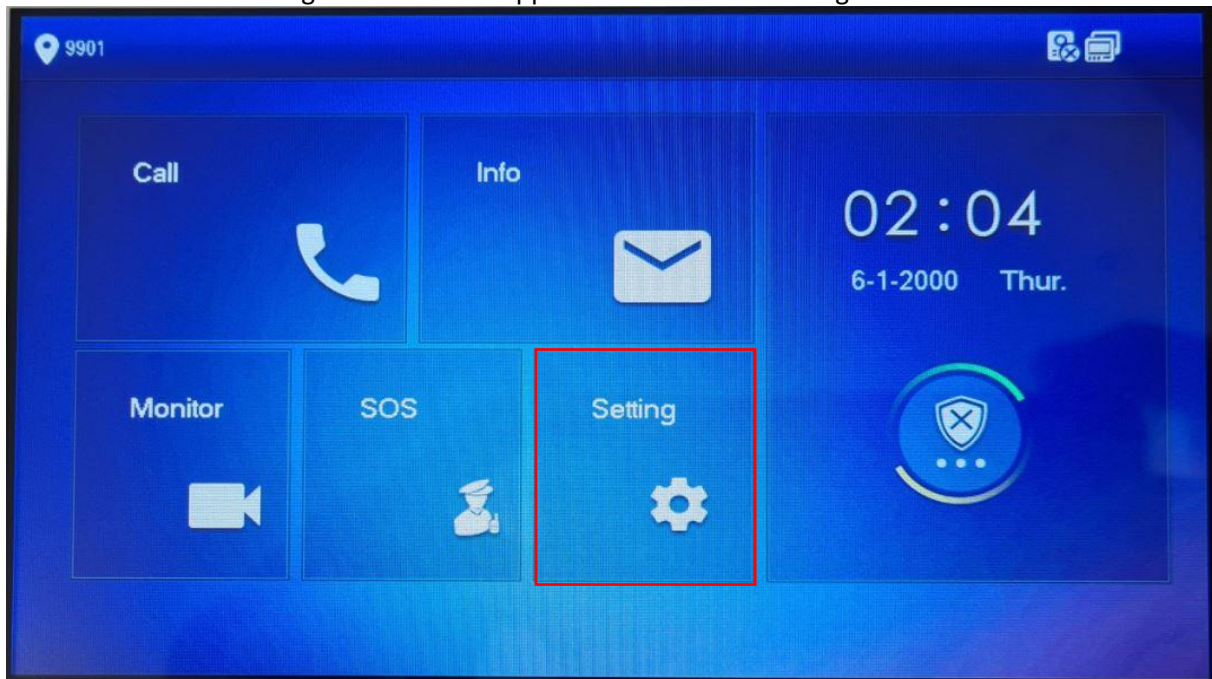 9901
Call
Info
02:04
6-1-2000 Thur.
Monitor
SOS
Setting